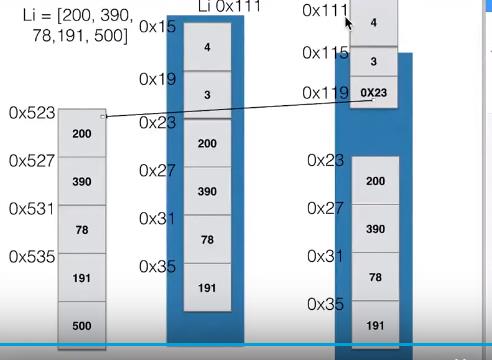 Li = [200, 390,
78,191, 500]
Li 0x111
0x15
4
0x19
3
0x23
200
0x27
390
0x31
78
0x35
191
0x523
200
0x527
390
0x531
78
0x535
191
500
0x111
4
0x115
3
0x119
0X23
0x23
200
0x27
390
0x31
78
0x35
191